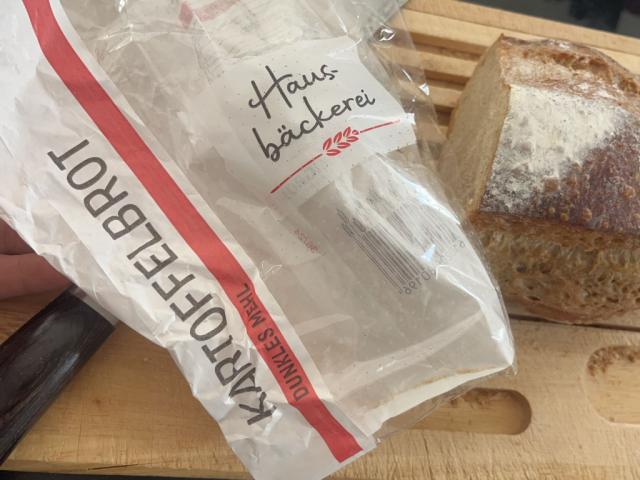 Haus-
bäckerei
KARTOFFELBROT
DUNKLES MEHL